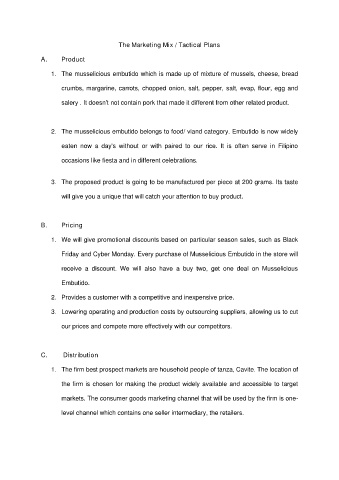 The Marketing Mix / Tactical Plans
A. Product
1. The musselicious embutido which is made up of mixture of mussels, cheese, bread
crumbs, margarine, carrots, chopped onion, salt, pepper, salt, evap, flour, egg and
salery . It doesn't not contain pork that made it different from other related product.
2. The musselicious embutido belongs to food/ viand category. Embutido is now widely
eaten now a day's without or with paired to our rice. It is often serve in Filipino
occasions like fiesta and in different celebrations.
3. The proposed product is going to be manufactured per piece at 200 grams. Its taste
will give you a unique that will catch your attention to buy product.
B. Pricing
1. We will give promotional discounts based on particular season sales, such as Black
Friday and Cyber Monday. Every purchase of Musselicious Embutido in the store will
receive a discount. We will also have a buy two, get one deal on Musselicious
Embutido.
2. Provides a customer with a competitive and inexpensive price.
3. Lowering operating and production costs by outsourcing suppliers, allowing us to cut
our prices and compete more effectively with our competitors.
C. Distribution
1. The firm best prospect markets are household people of tanza, Cavite. The location of
the firm is chosen for making the product widely available and accessible to target
markets. The consumer goods marketing channel that will be used by the firm is one-
level channel which contains one seller intermediary, the retailers.